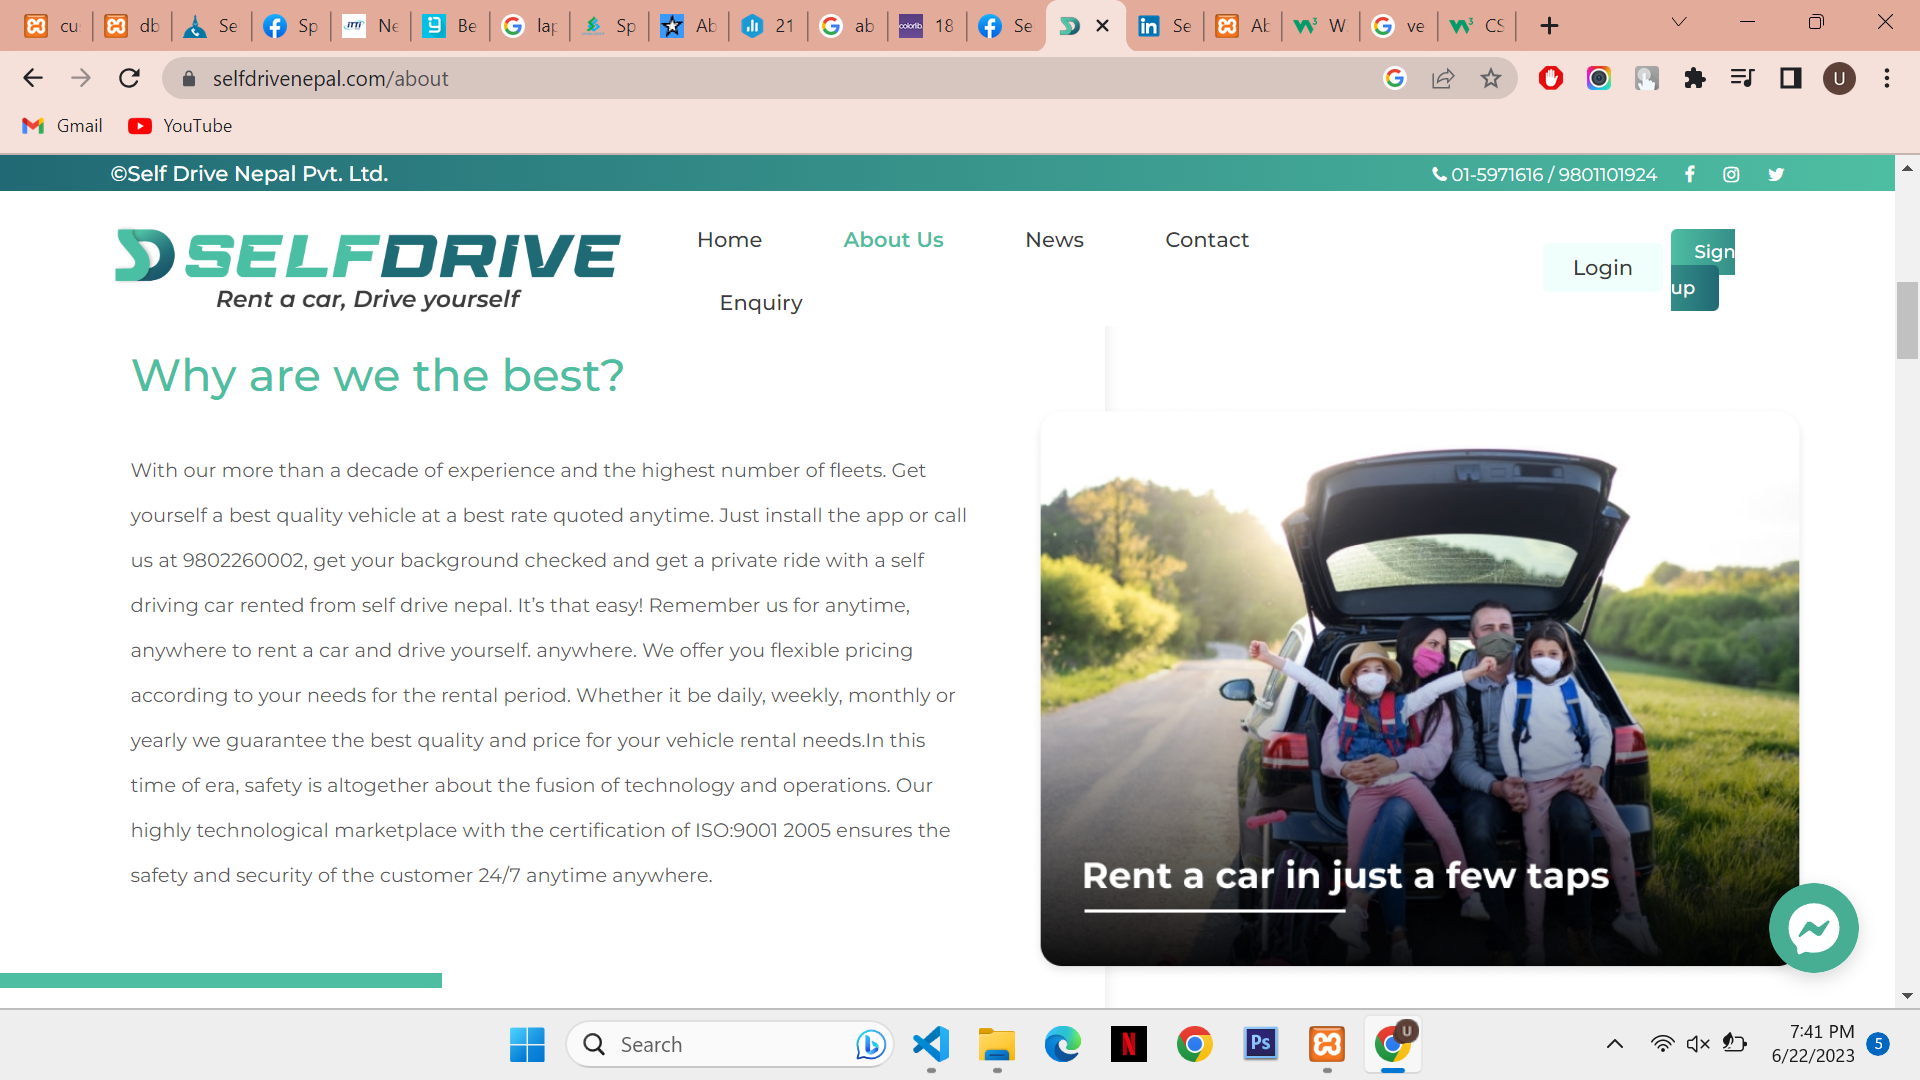 cu
db
Se
Sp
ITTI
Ne
Be
lap
Sp
Ab
21
ab
colorlib
18
Se
Se
Ab
W
ve
CS
selfdrivenepal.com/about
U
Gmail
YouTube
©Self Drive Nepal Pvt. Ltd.
01-5971616 / 9801101924
SELFDRIVE
Rent a car, Drive yourself
Home
About Us
News
Contact
Enquiry
Login
Sign
up
Why are we the best?
With our more than a decade of experience and the highest number of fleets. Get
yourself a best quality vehicle at a best rate quoted anytime. Just install the app or call
us at 9802260002, get your background checked and get a private ride with a self
driving car rented from self drive nepal. It’s that easy! Remember us for anytime,
anywhere to rent a car and drive yourself. anywhere. We offer you flexible pricing
according to your needs for the rental period. Whether it be daily, weekly, monthly or
yearly we guarantee the best quality and price for your vehicle rental needs.In this
time of era, safety is altogether about the fusion of technology and operations. Our
highly technological marketplace with the certification of ISO:9001 2005 ensures the
safety and security of the customer 24/7 anytime anywhere.
Rent a car in just a few taps
Search
N
Ps
U
7:41 PM
6/22/2023
5